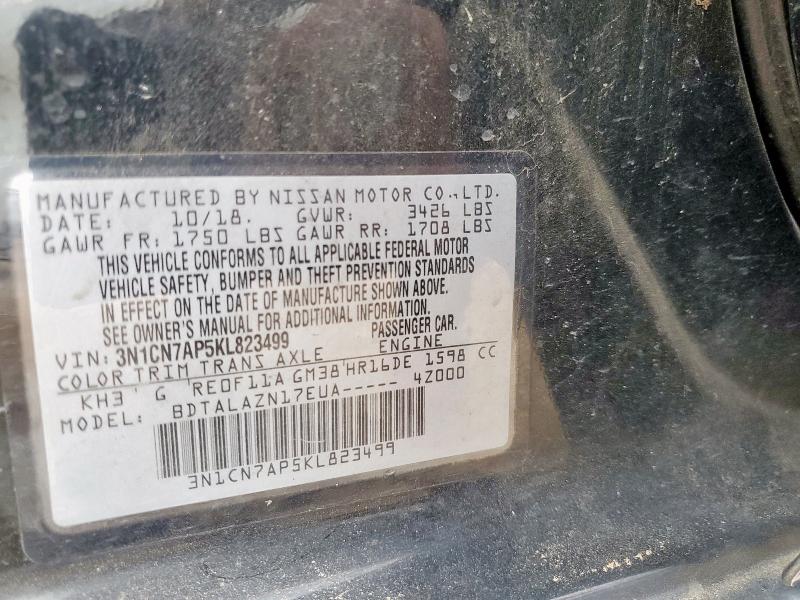 MANUFACTURED BY NISSAN MOTOR CO., LTD.
DATE: 10/18. GVWR: 3426 LBS
GAWR FR: 1750 LBS GAWR RR: 1708 LBS
THIS VEHICLE CONFORMS TO ALL APPLICABLE FEDERAL MOTOR
VEHICLE SAFETY, BUMPER AND THEFT PREVENTION STANDARDS
IN EFFECT ON THE DATE OF MANUFACTURE SHOWN ABOVE.
SEE OWNER'S MANUAL FOR ADDITIONAL INFORMATION.
VIN: 3N1CN7AP5KL823499 PASSENGER CAR.
COLOR TRIM TRANS AXLE ENGINE
KH3 G RE0F11A GM38 HR16DE 1598 CC
MODEL: BDTALAZN17EUA----- 4Z000
3N1CN7AP5KL823499